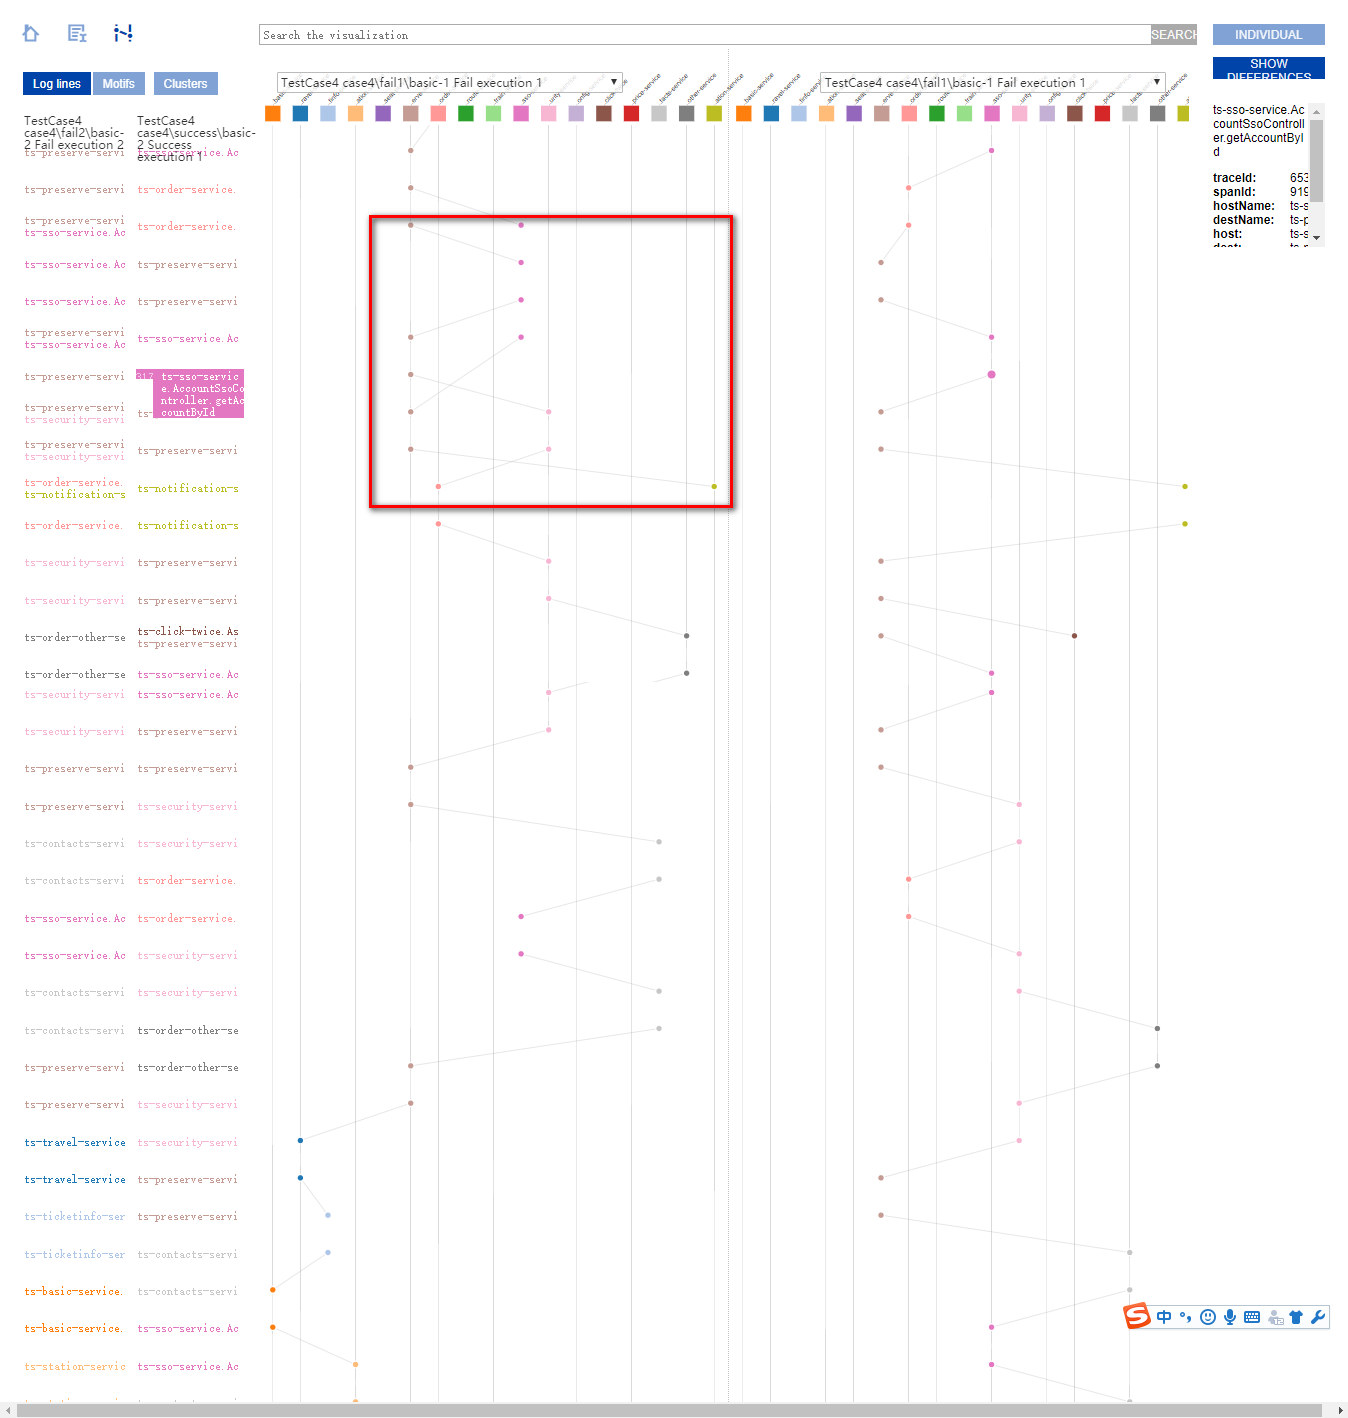 Search the visualization
SEARCH
INDIVIDUAL
Log lines
Motifs
Clusters
TestCase4 case4\fail1\basic-1 Fail execution 1
TestCase4 case4\fail1\basic-1 Fail execution 1
SHOW
DIFFERENCES
TestCase4
case4\fail2\basic-
2 Fail execution 2
TestCase4
case4\success\basic-
2 Success
execution 1
ts-sso-service.Ac
countSsoControll
er.getAccountByI
d
traceId: 653
spanId: 919
hostName: ts-s
destName: ts-p
host: ts-s
ts-preserve-servi
ts-sso-service.Ac
ts-preserve-servi
ts-order-service.
ts-preserve-servi
ts-sso-service.Ac
ts-order-service.
ts-sso-service.Ac
ts-preserve-servi
ts-sso-service.Ac
ts-preserve-servi
ts-preserve-servi
ts-sso-service.Ac
ts-sso-service.Ac
ts-preserve-servi
317
ts-sso-servic
e.AccountSsoCo
ntroller.getAc
countById
ts-preserve-servi
ts-security-servi
ts-
ts-preserve-servi
ts-security-servi
ts-preserve-servi
ts-order-service.
ts-notification-s
ts-notification-s
ts-order-service.
ts-notification-s
ts-security-servi
ts-preserve-servi
ts-security-servi
ts-preserve-servi
ts-order-other-se
ts-click-twice.As
ts-preserve-servi
ts-order-other-se
ts-sso-service.Ac
ts-security-servi
ts-sso-service.Ac
ts-security-servi
ts-preserve-servi
ts-preserve-servi
ts-preserve-servi
ts-preserve-servi
ts-security-servi
ts-contacts-servi
ts-security-servi
ts-contacts-servi
ts-order-service.
ts-sso-service.Ac
ts-order-service.
ts-sso-service.Ac
ts-security-servi
ts-contacts-servi
ts-security-servi
ts-contacts-servi
ts-order-other-se
ts-preserve-servi
ts-order-other-se
ts-preserve-servi
ts-security-servi
ts-travel-service
ts-security-servi
ts-travel-service
ts-preserve-servi
ts-ticketinfo-ser
ts-preserve-servi
ts-ticketinfo-ser
ts-contacts-servi
ts-basic-service.
ts-contacts-servi
ts-basic-service.
ts-sso-service.Ac
ts-station-servic
ts-sso-service.Ac
中